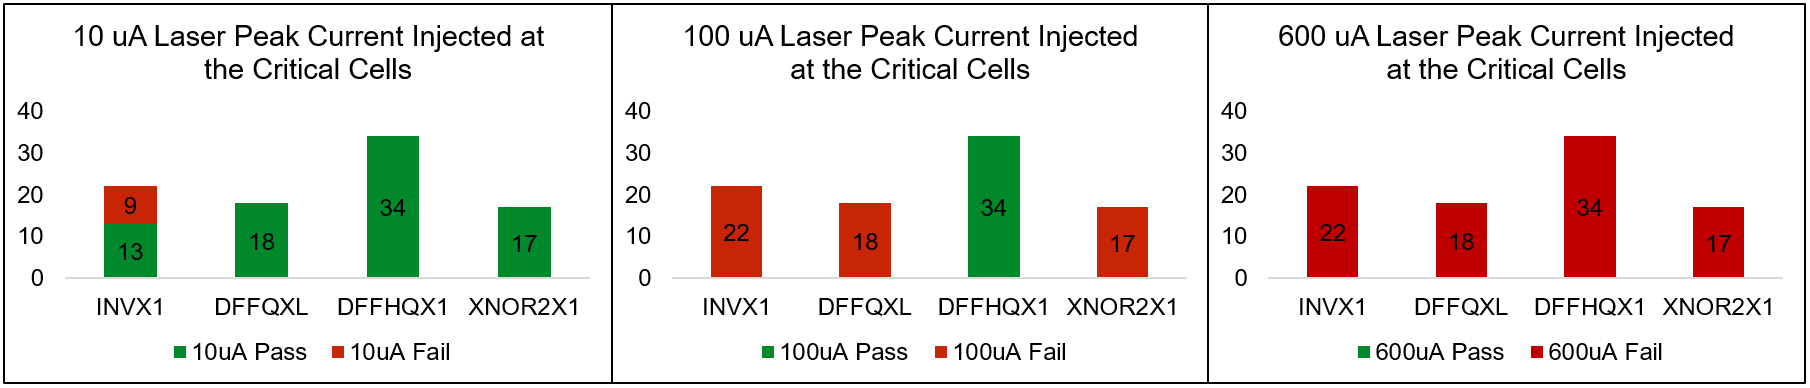 10 uA Laser Peak Current Injected at
the Critical Cells
40
30
20
10
0
9
13
18
34
17
INVX1 DFFQXL DFFHQX1 XNOR2X1
10uA Pass 10uA Fail
100 uA Laser Peak Current Injected
at the Critical Cells
40
30
20
10
0
22
18
34
17
INVX1 DFFQXL DFFHQX1 XNOR2X1
100uA Pass 100uA Fail
600 uA Laser Peak Current Injected
at the Critical Cells
40
30
20
10
0
22
18
34
17
INVX1 DFFQXL DFFHQX1 XNOR2X1
600uA Pass 600uA Fail